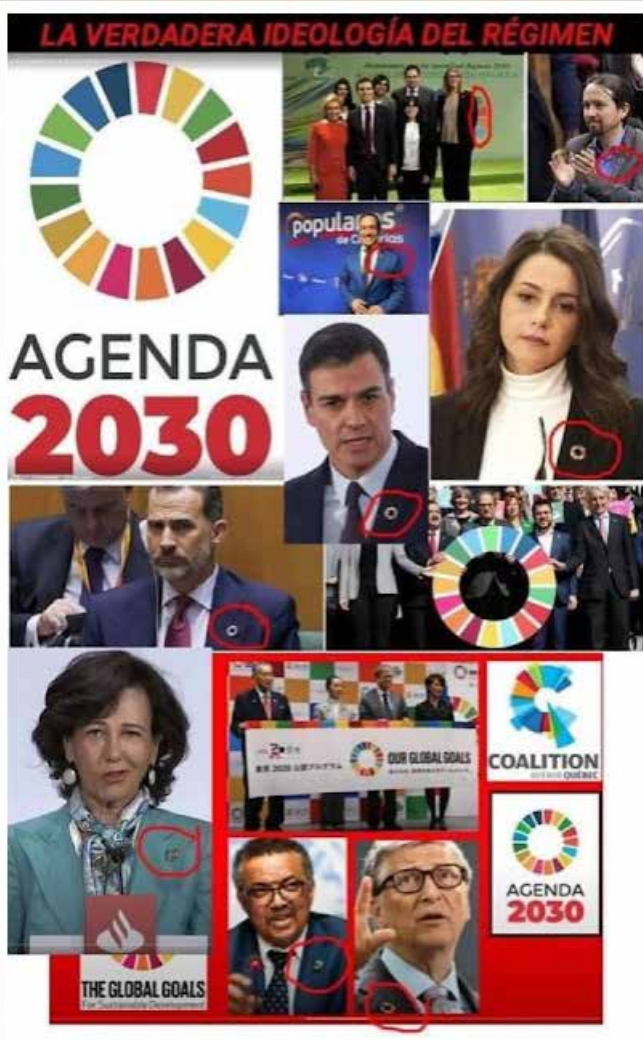 LA VERDADERA IDEOLOGÍA DEL RÉGIMEN
populares
de Canarias
AGENDA
2030
OUR GLOBAL GOALS
COALITION
QUÉBEC
AGENDA
2030
THE GLOBAL GOALS
For Sustainable Development